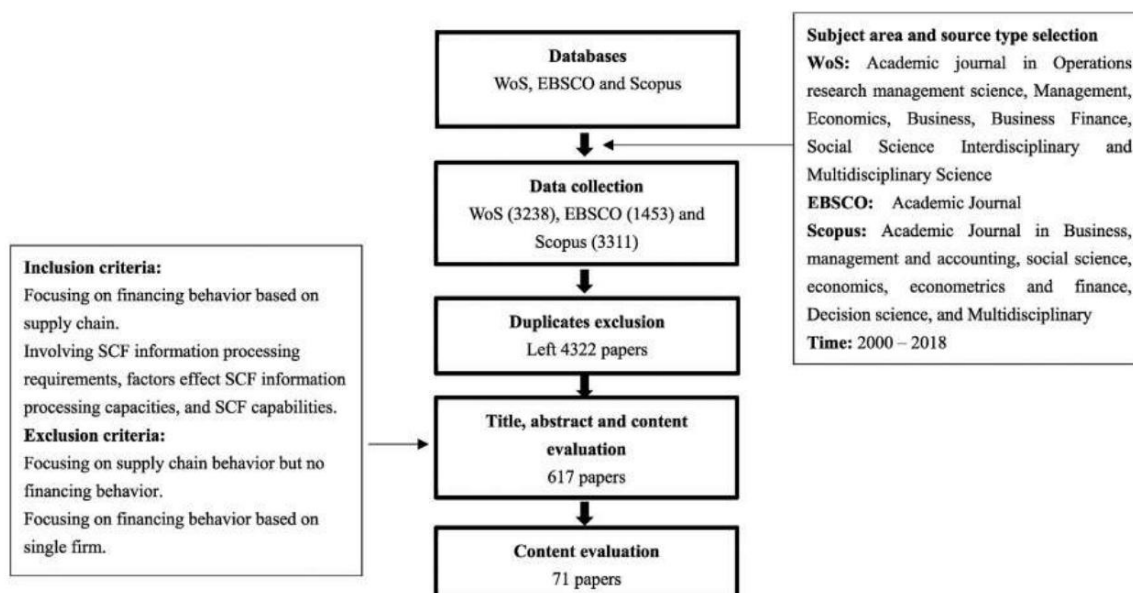 Databases
WoS, EBSCO and Scopus
Subject area and source type selection
WoS: Academic journal in Operations
research management science, Management,
Economics, Business, Business Finance,
Social Science Interdisciplinary and
Multidisciplinary Science
EBSCO: Academic Journal
Scopus: Academic Journal in Business,
management and accounting, social science,
economics, econometrics and finance,
Decision science, and Multidisciplinary
Time: 2000 – 2018
Data collection
WoS (3238), EBSCO (1453) and
Scopus (3311)
Duplicates exclusion
Left 4322 papers
Inclusion criteria:
Focusing on financing behavior based on
supply chain.
Involving SCF information processing
requirements, factors effect SCF information
processing capacities, and SCF capabilities.
Exclusion criteria:
Focusing on supply chain behavior but no
financing behavior.
Focusing on financing behavior based on
single firm.
Title, abstract and content
evaluation
617 papers
Content evaluation
71 papers